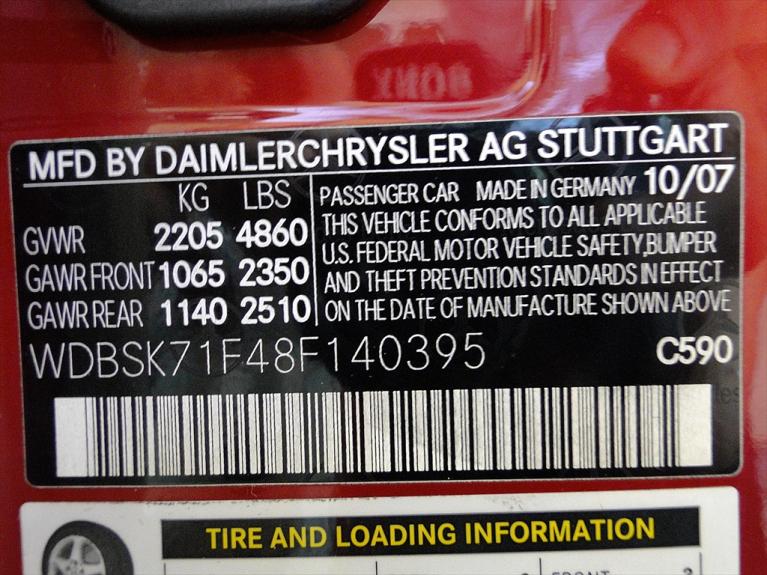 MFD BY DAIMLERCHRYSLER AG STUTTGART
KG LBS
GVWR 2205 4860
GAWR FRONT 1065 2350
GAWR REAR 1140 2510
PASSENGER CAR MADE IN GERMANY 10/07
THIS VEHICLE CONFORMS TO ALL APPLICABLE
U.S. FEDERAL MOTOR VEHICLE SAFETY,BUMPER
AND THEFT PREVENTION STANDARDS IN EFFECT
ON THE DATE OF MANUFACTURE SHOWN ABOVE
WDBSK71F48F140395 C590
TIRE AND LOADING INFORMATION